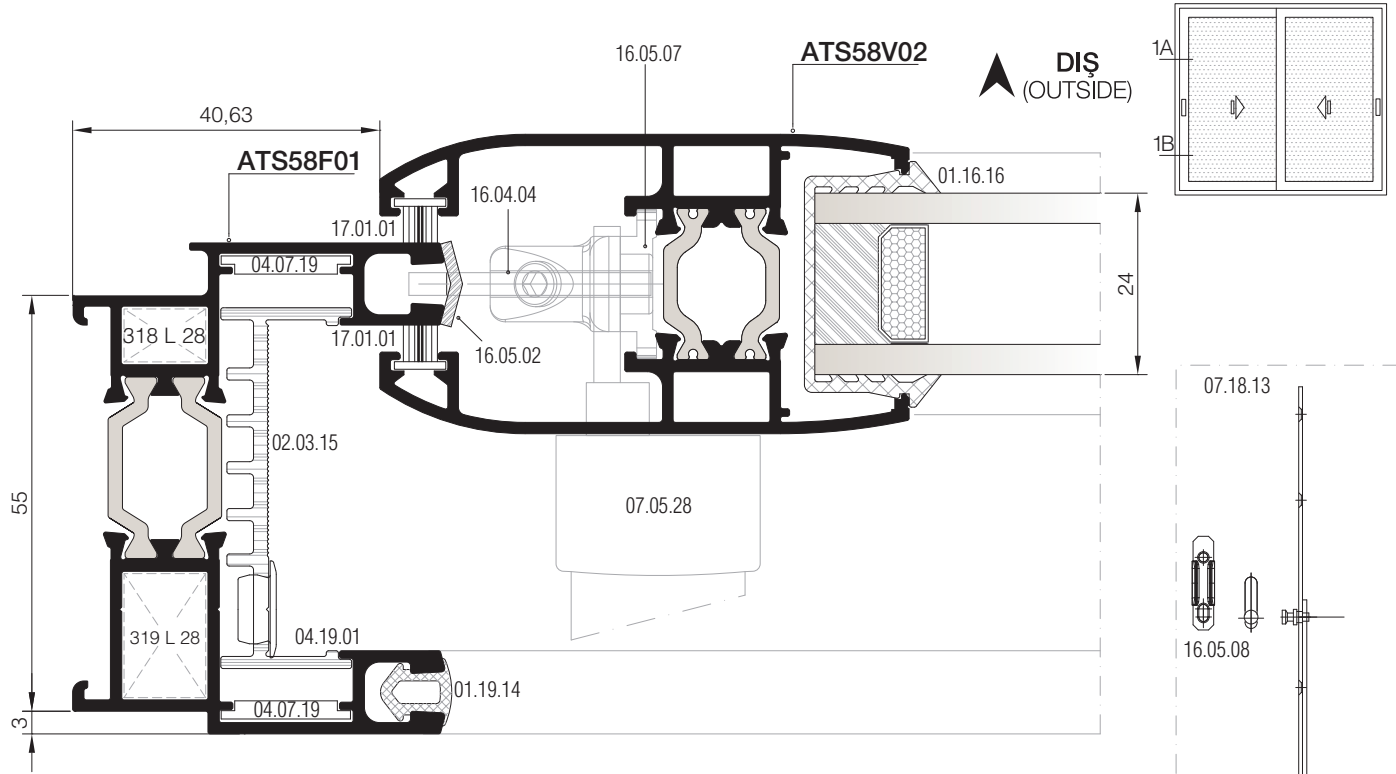 16.05.07
ATS58V02
DIŞ
(OUTSIDE)
1A
1B
40,63
ATS58F01
16.04.04
01.16.16
17.01.01
04.07.19
24
318 L 28
17.01.01
16.05.02
07.18.13
02.03.15
55
07.05.28
319 L 28
04.19.01
16.05.08
01.19.14
04.07.19
3